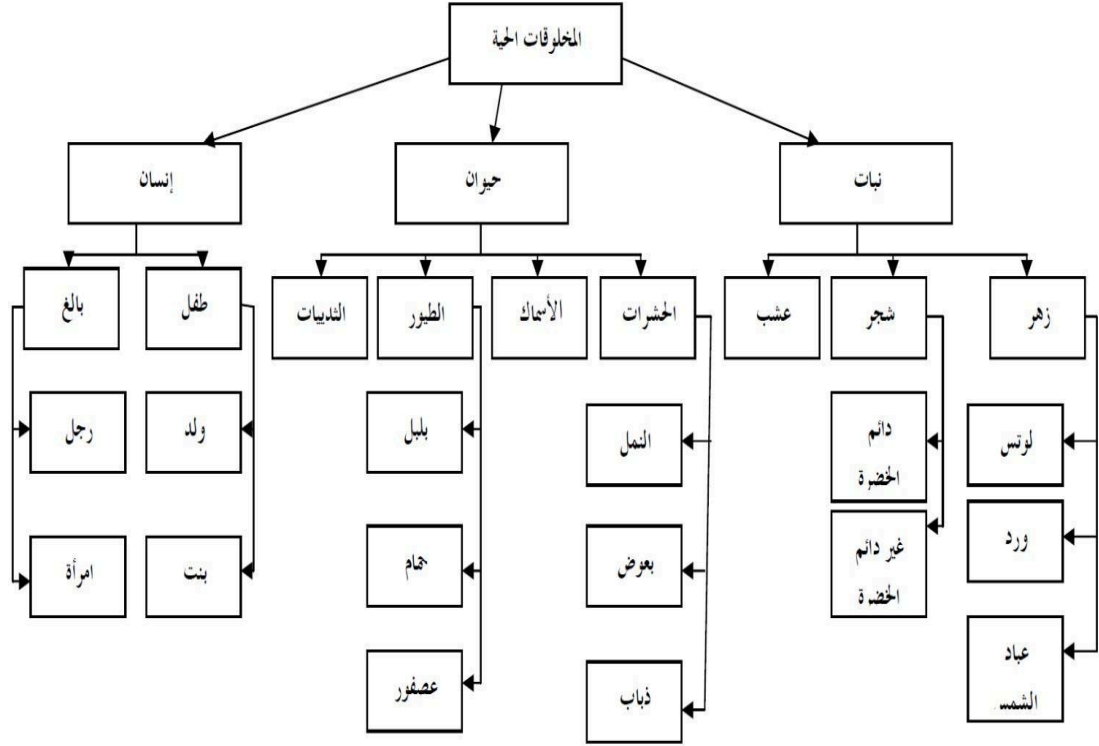 المخلوقات الحية
نبات
حيوان
إنسان
زهر
شجر
عشب
الحشرات
الأسماك
الطيور
الثدييات
طفل
بالغ
لوتس
ورد
عباد
الشمس
دائم
الخضرة
غير دائم
الخضرة
النمل
بعوض
ذباب
بلبل
حمام
عصفور
ولد
بنت
رجل
امرأة